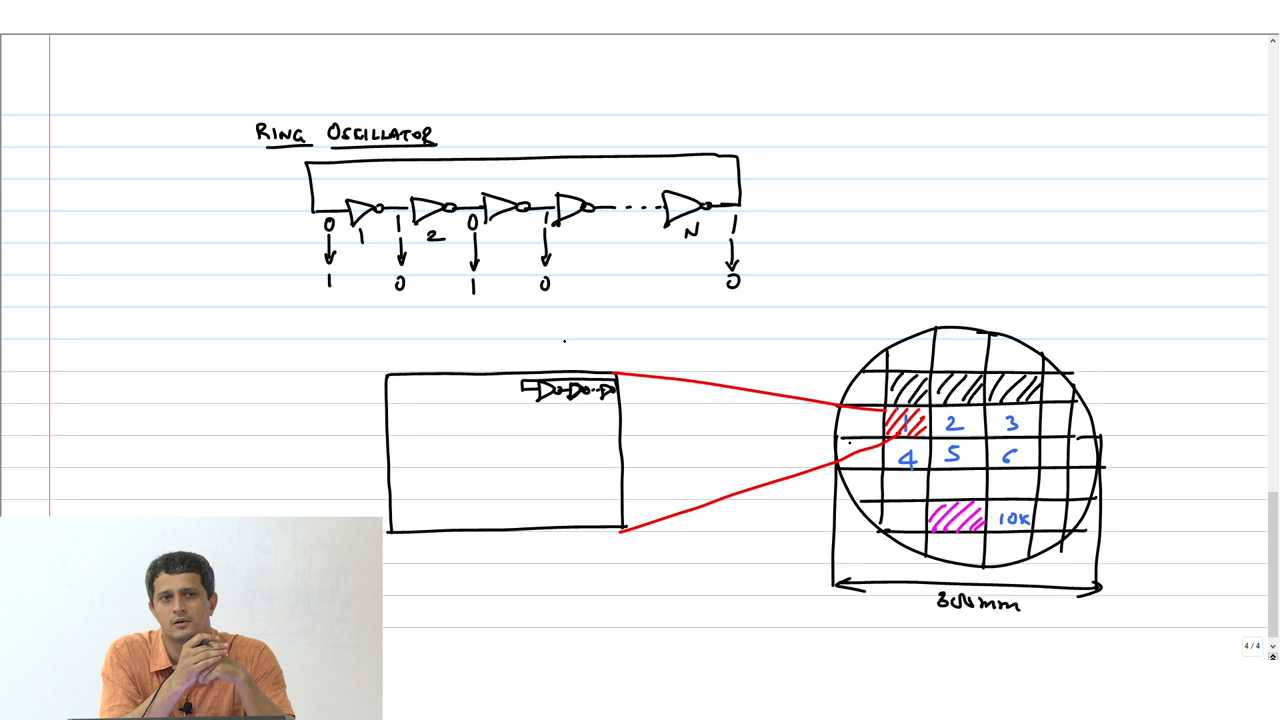 RING OSCILLATOR
0 1 0 1 1
1 2 N
1 0 1 0 0
1 2 3
4 5 6
10K
300mm
4/4